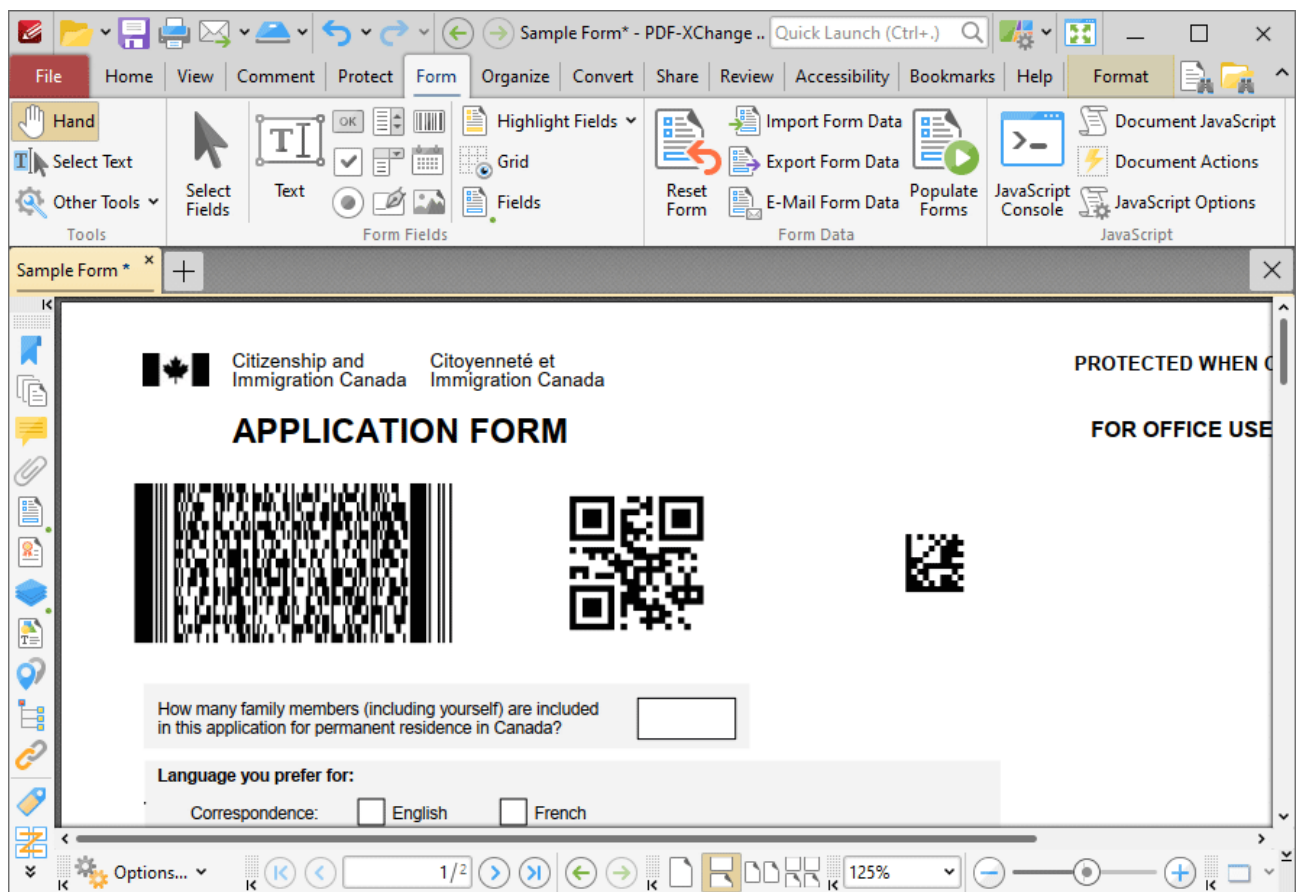 Sample Form* - PDF-XChange ..
Quick Launch (Ctrl+.)
File Home View Comment Protect Form Organize Convert Share Review Accessibility Bookmarks Help Format
Hand
Select Text
Other Tools
Tools
Select Fields
Text
OK
Highlight Fields
Grid
Fields
Form Fields
Reset Form
Import Form Data
Export Form Data
E-Mail Form Data
Populate Forms
Form Data
JavaScript Console
Document JavaScript
Document Actions
JavaScript Options
JavaScript
Sample Form *
Citizenship and Citoyenneté et
Immigration Canada Immigration Canada
PROTECTED WHEN
APPLICATION FORM
FOR OFFICE USE
How many family members (including yourself) are included
in this application for permanent residence in Canada?
Language you prefer for:
Correspondence: English French
Options... 1/2 125%